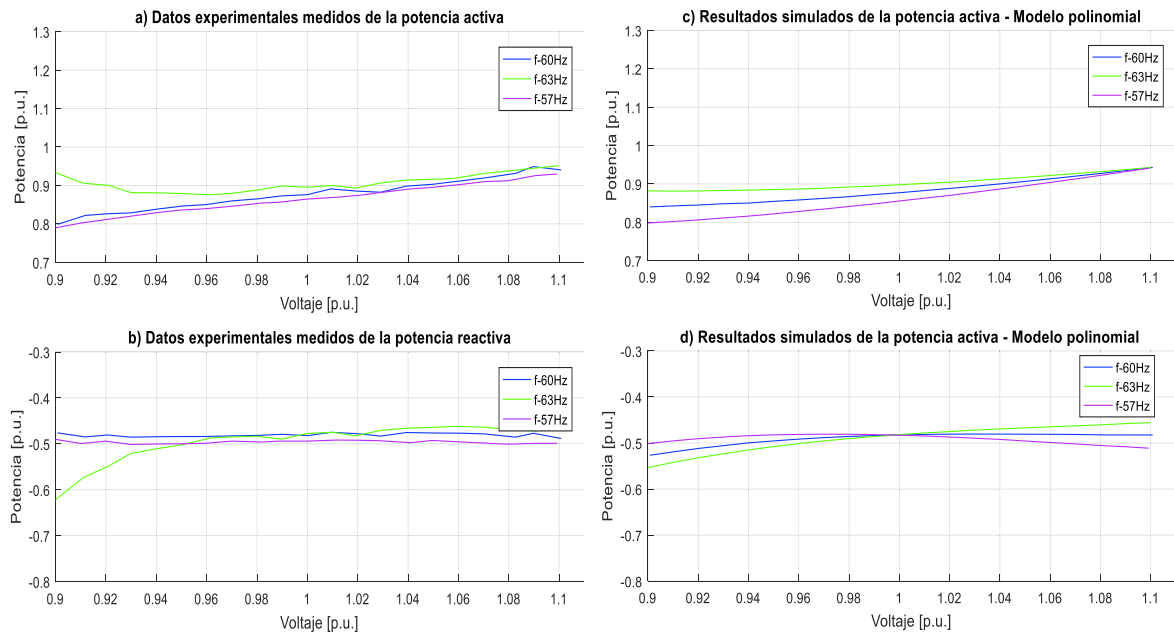 a) Datos experimentales medidos de la potencia activa
1.3
1.2
1.1
1
0.9
0.8
0.7
Potencia [p.u.]
f-60Hz
f-63Hz
f-57Hz
0.9 0.92 0.94 0.96 0.98 1 1.02 1.04 1.06 1.08 1.1
Voltaje [p.u.]
c) Resultados simulados de la potencia activa - Modelo polinomial
1.3
1.2
1.1
1
0.9
0.8
0.7
Potencia [p.u.]
f-60Hz
f-63Hz
f-57Hz
0.9 0.92 0.94 0.96 0.98 1 1.02 1.04 1.06 1.08 1.1
Voltaje [p.u.]
b) Datos experimentales medidos de la potencia reactiva
-0.3
-0.4
-0.5
-0.6
-0.7
-0.8
Potencia [p.u.]
f-60Hz
f-63Hz
f-57Hz
0.9 0.92 0.94 0.96 0.98 1 1.02 1.04 1.06 1.08 1.1
Voltaje [p.u.]
d) Resultados simulados de la potencia activa - Modelo polinomial
-0.3
-0.4
-0.5
-0.6
-0.7
-0.8
Potencia [p.u.]
f-60Hz
f-63Hz
f-57Hz
0.9 0.92 0.94 0.96 0.98 1 1.02 1.04 1.06 1.08 1.1
Voltaje [p.u.]